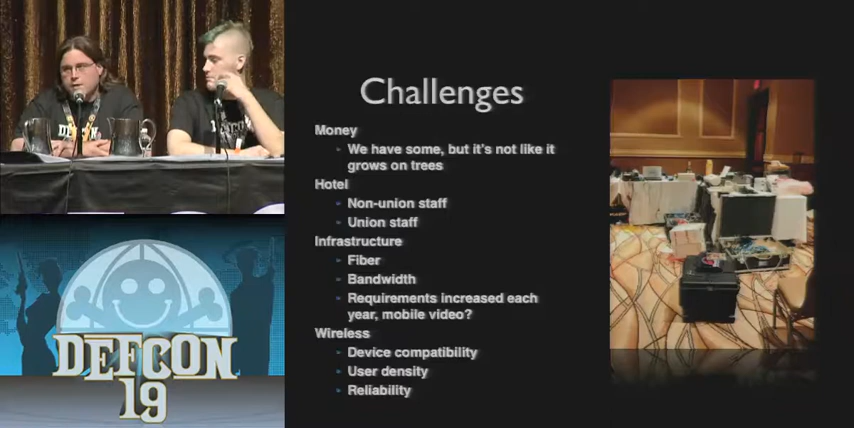 Challenges
Money
We have some, but it's not like it
grows on trees
Hotel
Non-union staff
Union staff
Infrastructure
Fiber
Bandwidth
Requirements increased each
year, mobile video?
Wireless
Device compatibility
User density
Reliability
DEFCON
19